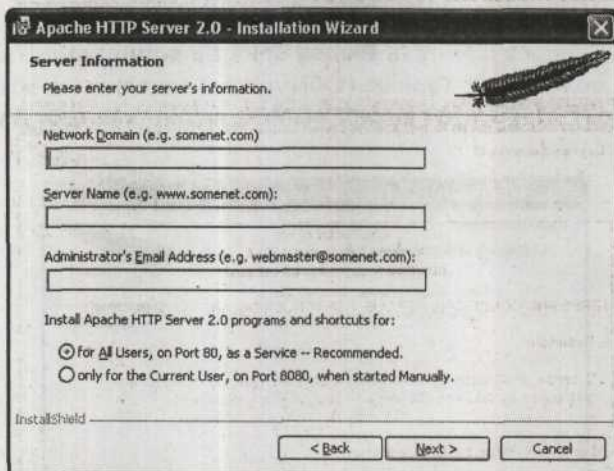 Apache HTTP Server 2.0 - Installation Wizard
Server Information
Please enter your server's information.
Network Domain (e.g. somenet.com)
Server Name (e.g. www.somenet.com):
Administrator's Email Address (e.g. webmaster@somenet.com):
Install Apache HTTP Server 2.0 programs and shortcuts for:
for All Users, on Port 80, as a Service -- Recommended.
only for the Current User, on Port 8080, when started Manually.
InstallShield
< Back
Next >
Cancel